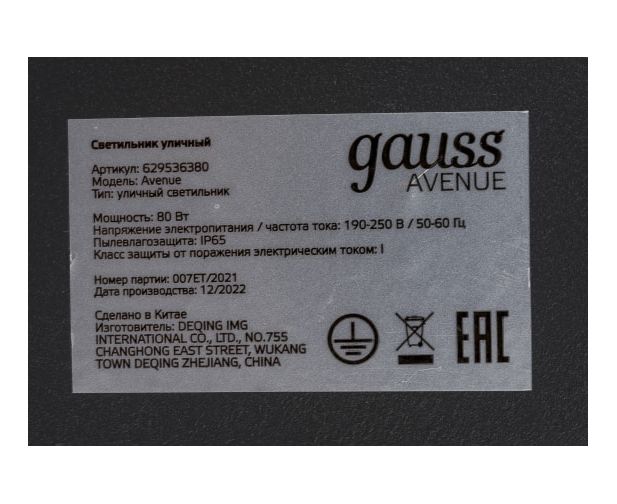 Светильник уличный
gauss
AVENUE
Артикул: 629536380
Модель: Avenue
Тип: уличный светильник
Мощность: 80 Вт
Напряжение электропитания / частота тока: 190-250 В / 50-60 Гц
Пылевлагозащита: IP65
Класс защиты от поражения электрическим током: I
Номер партии: 007ET/2021
Дата производства: 12/2022
Сделано в Китае
Изготовитель: DEQING IMG
INTERNATIONAL CO., LTD., NO.755
CHANGHONG EAST STREET, WUKANG
TOWN DEQING ZHEJIANG, CHINA
EAC